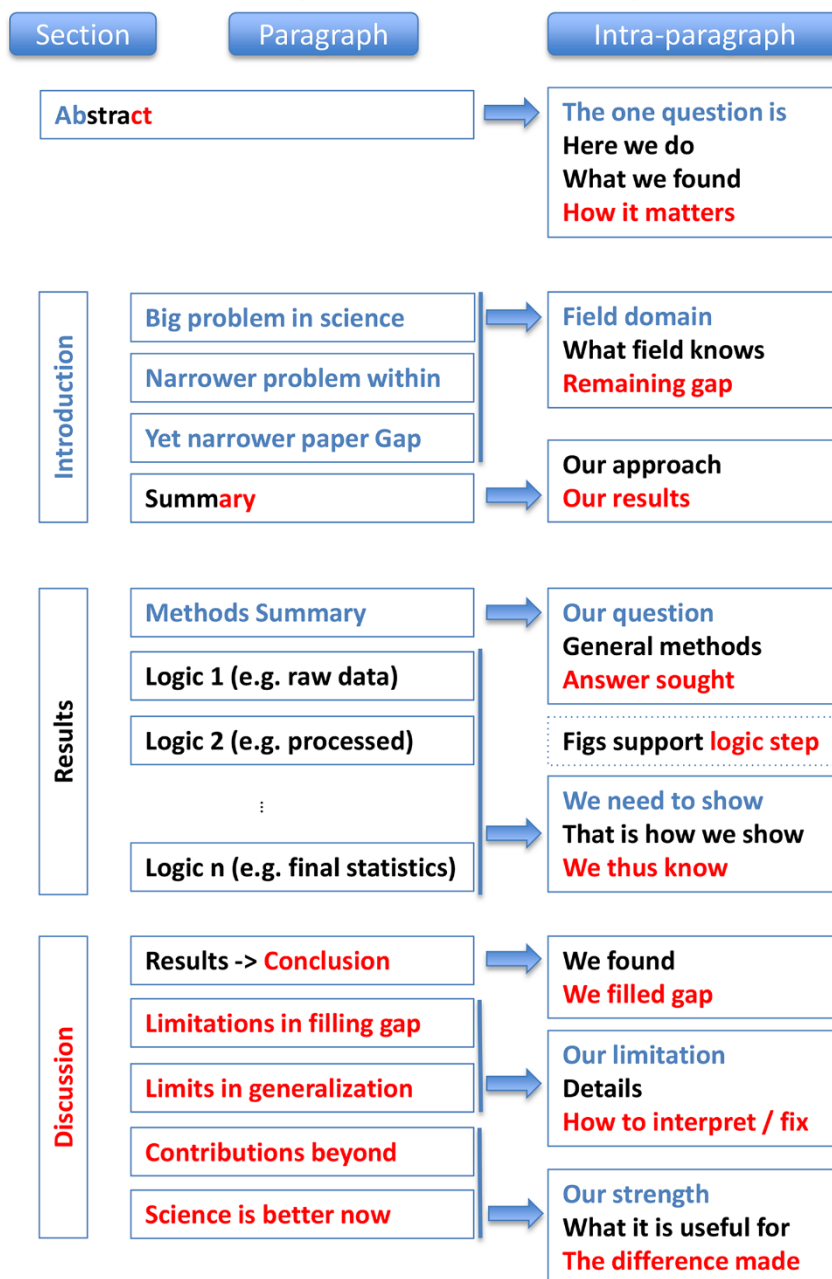 Section
Paragraph
Intra-paragraph
Abstract
The one question is
Here we do
What we found
How it matters
Introduction
Big problem in science
Narrower problem within
Yet narrower paper Gap
Summary
Field domain
What field knows
Remaining gap
Our approach
Our results
Results
Methods Summary
Logic 1 (e.g. raw data)
Logic 2 (e.g. processed)
...
Logic n (e.g. final statistics)
Our question
General methods
Answer sought
Figs support logic step
We need to show
That is how we show
We thus know
Discussion
Results -> Conclusion
Limitations in filling gap
Limits in generalization
Contributions beyond
Science is better now
We found
We filled gap
Our limitation
Details
How to interpret / fix
Our strength
What it is useful for
The difference made